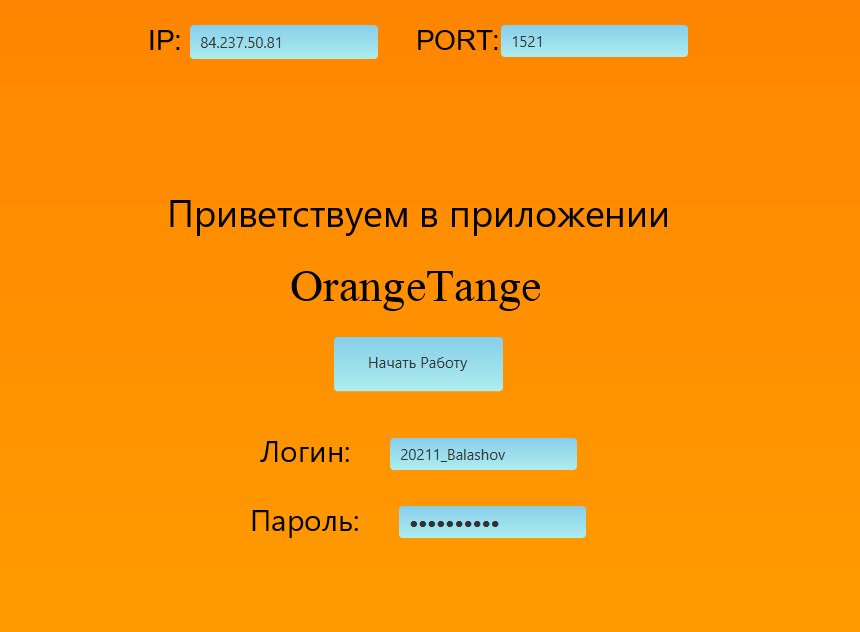 IP: 84.237.50.81 PORT: 1521
Приветствуем в приложении
OrangeTange
Начать Работу
Логин: 20211_Balashov
Пароль: ••••••••••